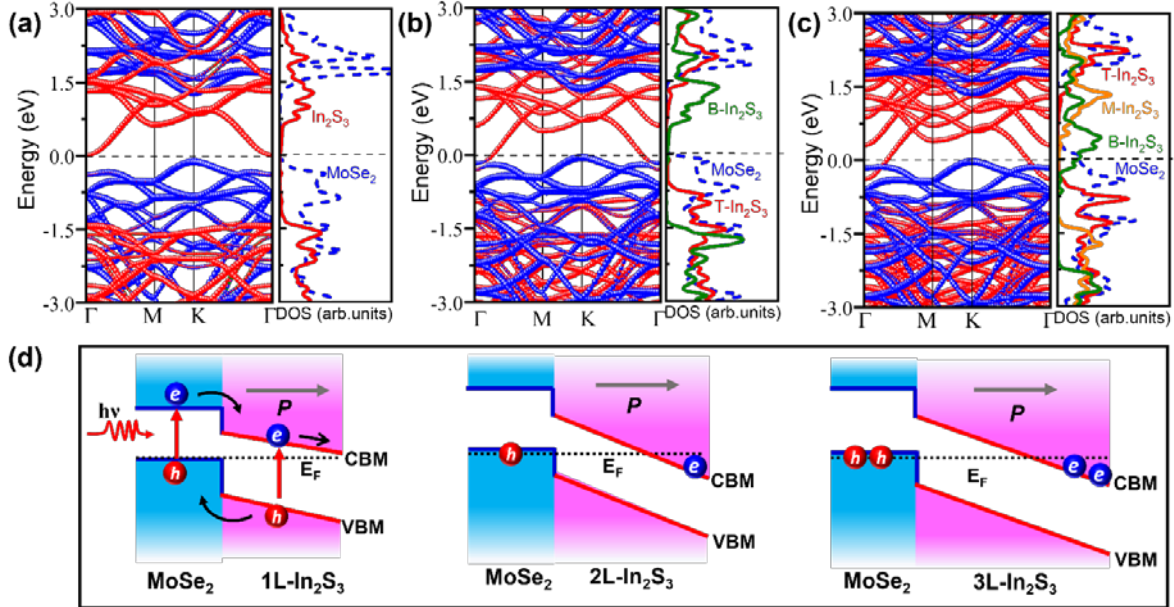 (a)
Energy (eV)
3.0
1.5
0.0
-1.5
-3.0
Γ M K Γ
In₂S₃
MoSe₂
DOS (arb.units)
(b)
Energy (eV)
3.0
1.5
0.0
-1.5
-3.0
Γ M K Γ
B-In₂S₃
MoSe₂
T-In₂S₃
DOS (arb.units)
(c)
Energy (eV)
3.0
1.5
0.0
-1.5
-3.0
Γ M K Γ
T-In₂S₃
M-In₂S₃
B-In₂S₃
MoSe₂
DOS (arb.units)
(d)
hν
e
h
P
e
h
E_F
CBM
VBM
MoSe₂ 1L-In₂S₃
P
h
E_F
e
CBM
VBM
MoSe₂ 2L-In₂S₃
P
h h
E_F
e e
CBM
VBM
MoSe₂ 3L-In₂S₃